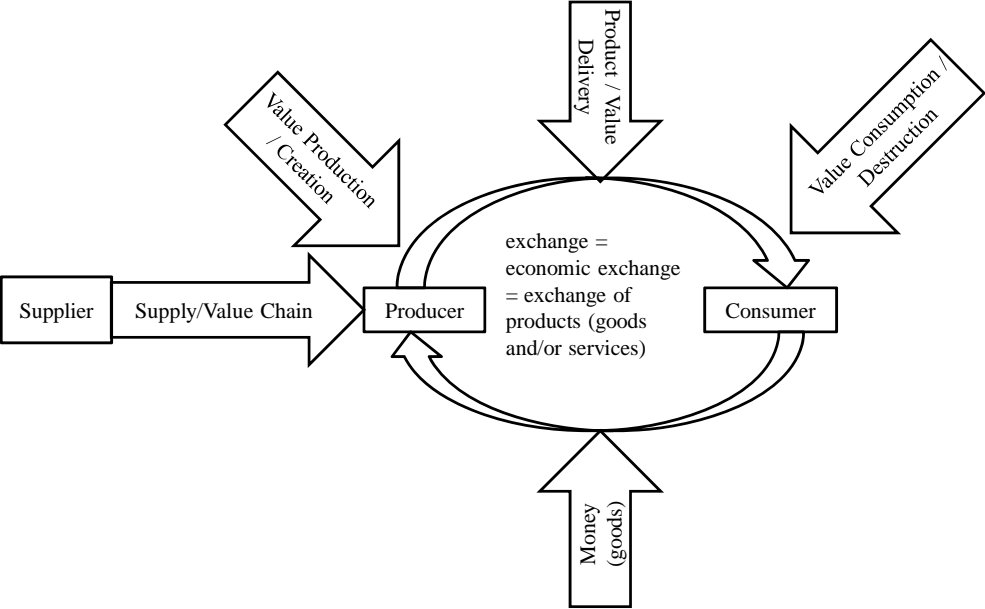 Product / Value
Delivery
Value Production
/ Creation
Value Consumption /
Destruction
exchange =
economic exchange
= exchange of
products (goods
and/or services)
Supplier
Supply/Value Chain
Producer
Consumer
Money
(goods)